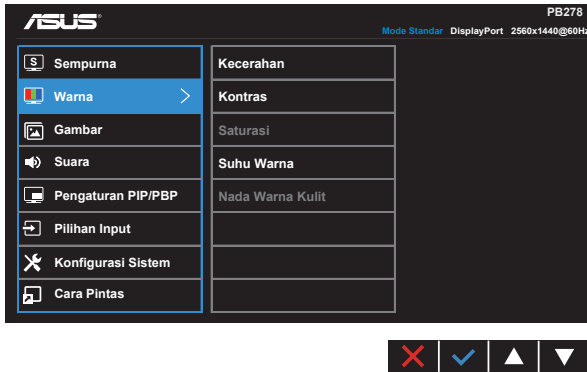 ASUS
PB278
Mode Standar DisplayPort 2560x1440@60Hz
S Sempurna
Warna
Gambar
Suara
Pengaturan PIP/PBP
Pilihan Input
Konfigurasi Sistem
Cara Pintas
Kecerahan
Kontras
Saturasi
Suhu Warna
Nada Warna Kulit